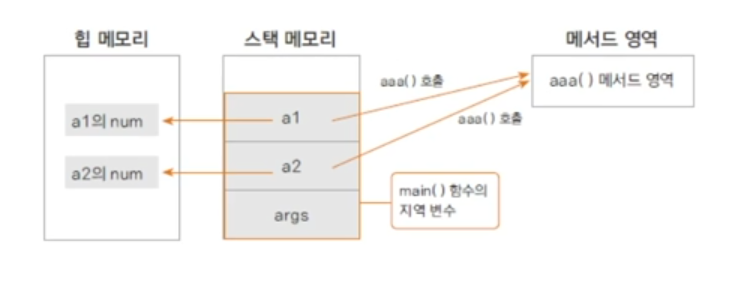 힙 메모리
스택 메모리
메서드 영역
aaa( ) 호출
aaa( ) 메서드 영역
a1의 num
a1
aaa( ) 호출
a2의 num
a2
main( ) 함수의
지역 변수
args